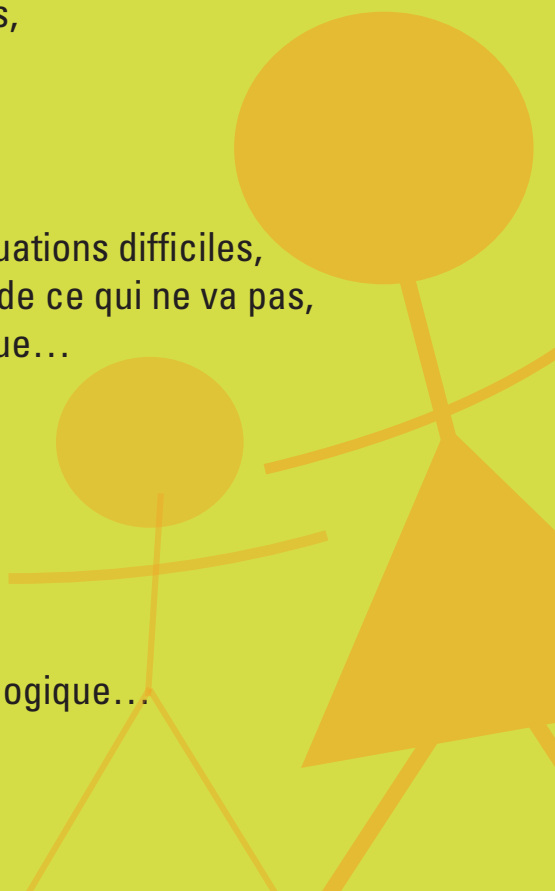 s,
uations difficiles,
de ce qui ne va pas,
ue…
ogique…